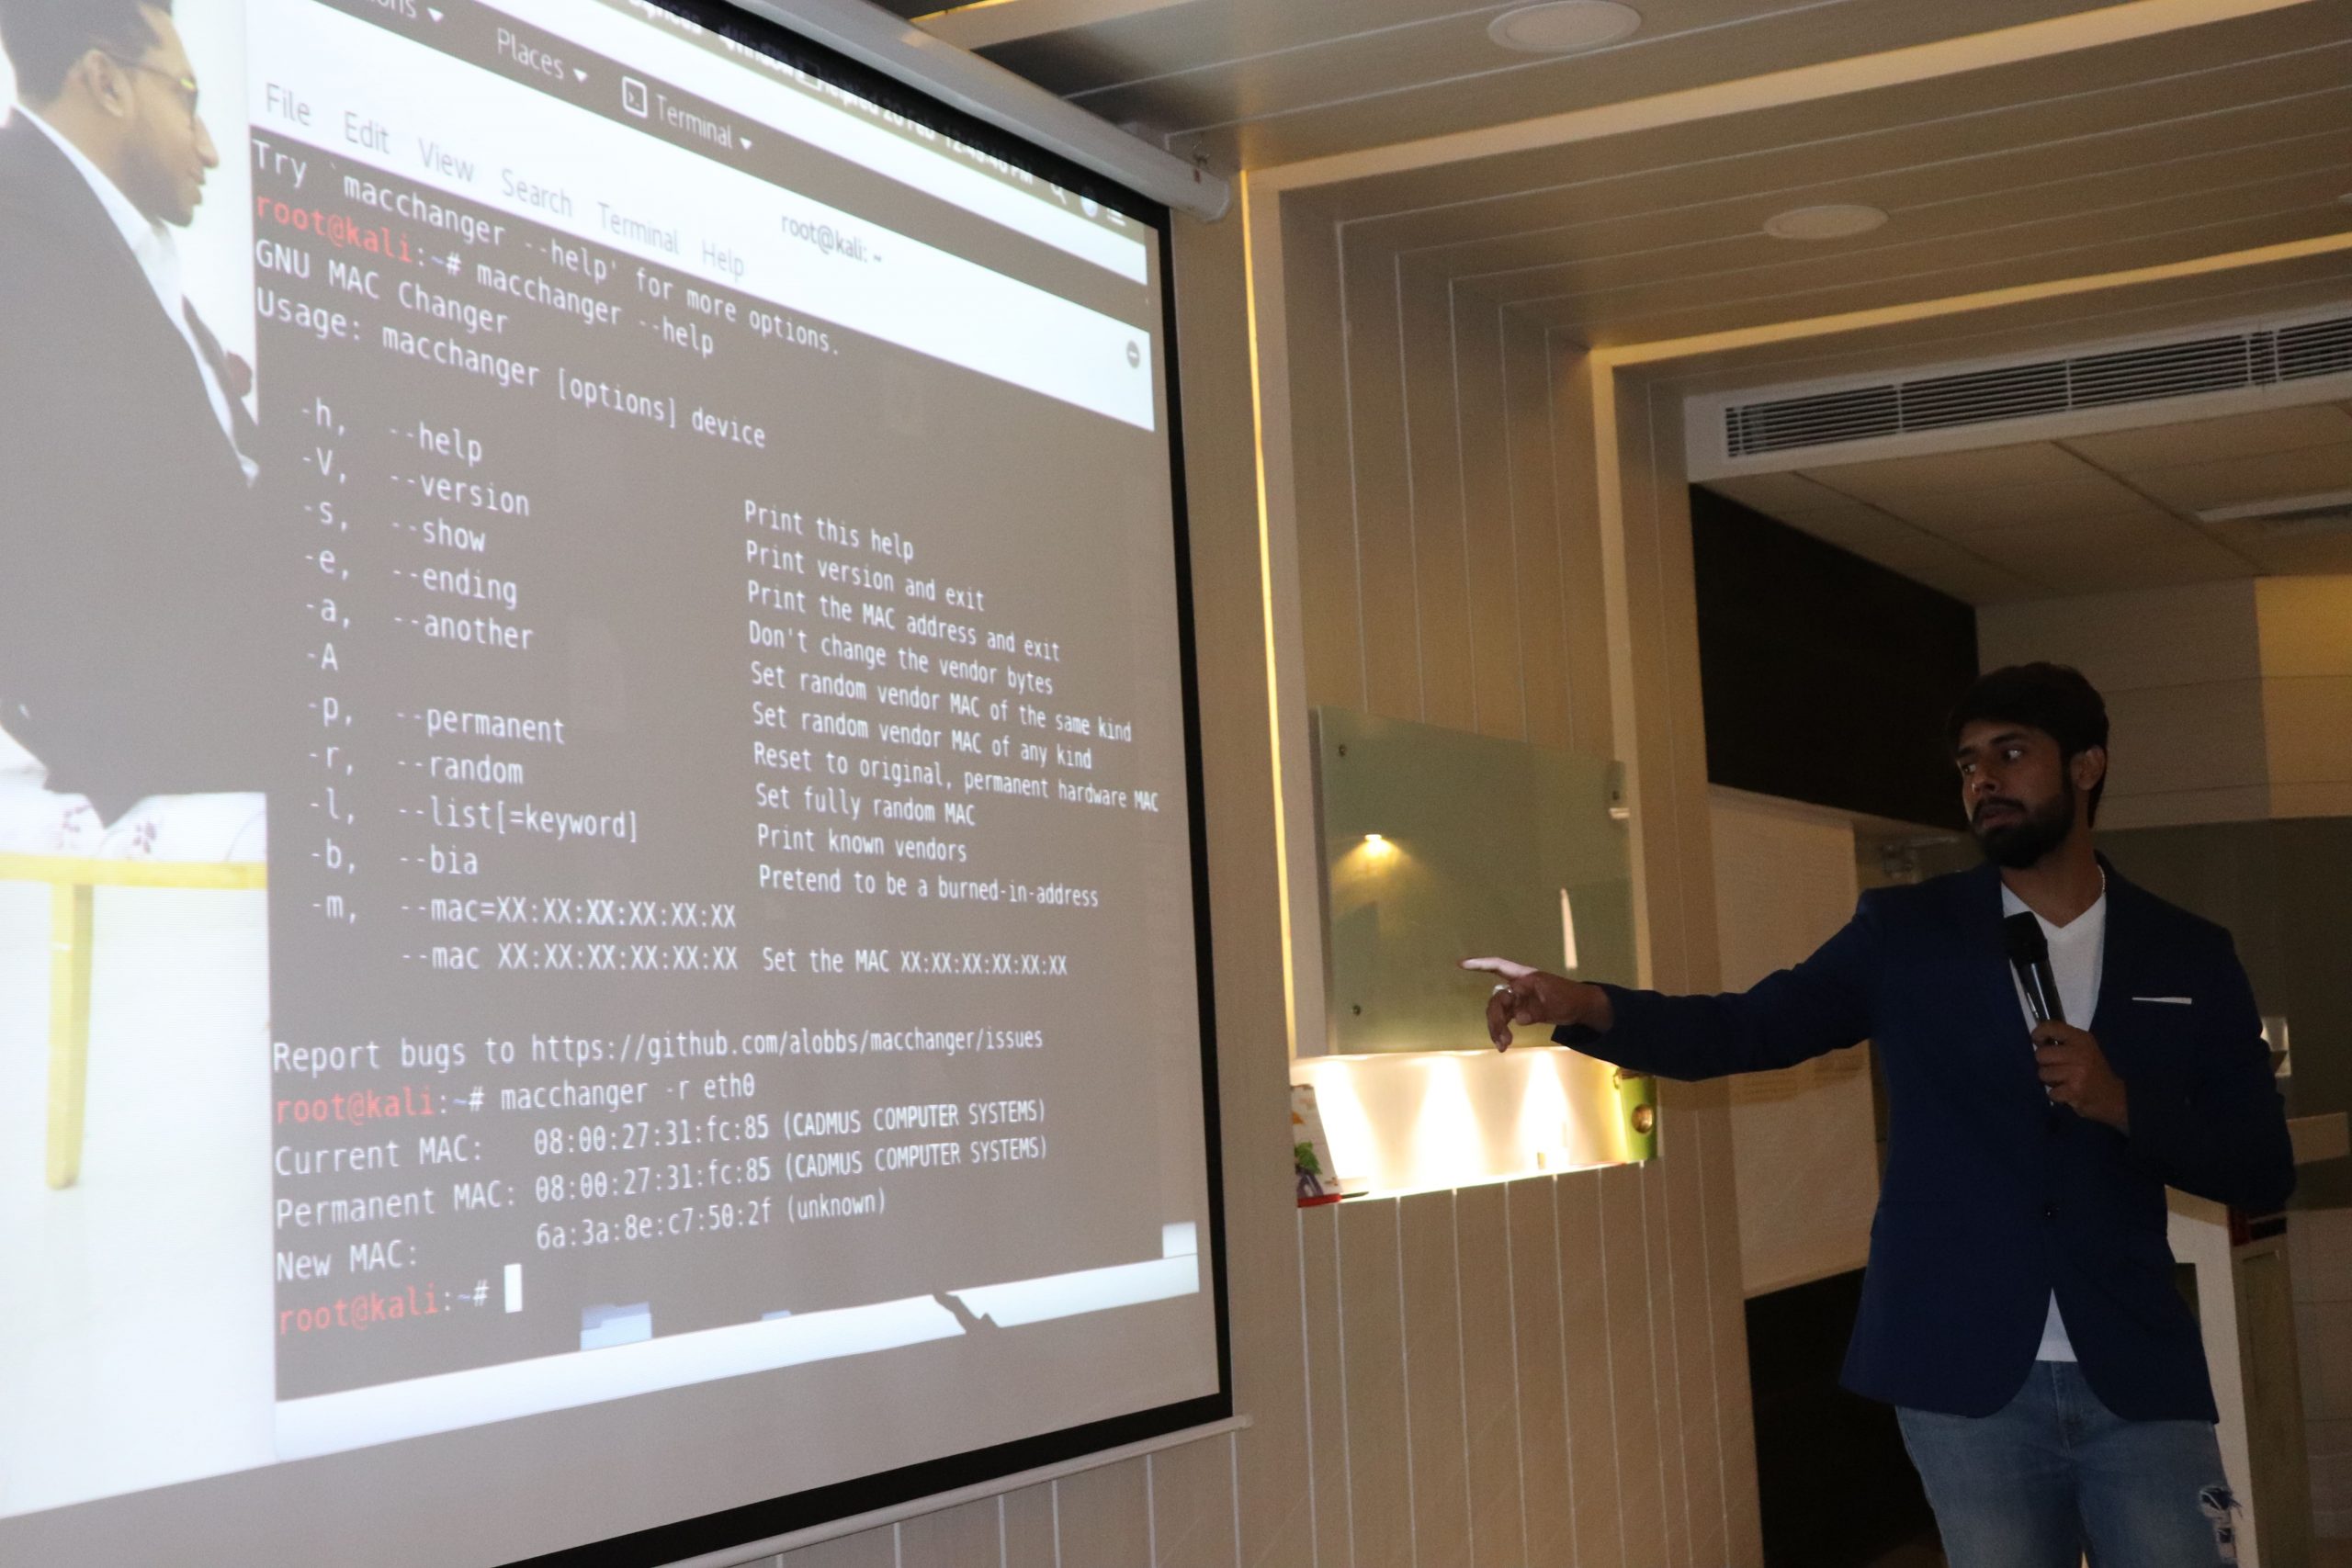 Places
Terminal
20 Feb
root@kali: ~
File Edit View Search Terminal Help
Try `macchanger --help' for more options.
root@kali:~# macchanger --help
GNU MAC Changer
Usage: macchanger [options] device
-h, --help Print this help
-V, --version Print version and exit
-s, --show Print the MAC address and exit
-e, --ending Don't change the vendor bytes
-a, --another Set random vendor MAC of the same kind
-A Set random vendor MAC of any kind
-p, --permanent Reset to original, permanent hardware MAC
-r, --random Set fully random MAC
-l, --list[=keyword] Print known vendors
-b, --bia Pretend to be a burned-in-address
-m, --mac=XX:XX:XX:XX:XX:XX
--mac XX:XX:XX:XX:XX:XX Set the MAC XX:XX:XX:XX:XX:XX
Report bugs to https://github.com/alobbs/macchanger/issues
root@kali:~# macchanger -r eth0
Current MAC: 08:00:27:31:fc:85 (CADMUS COMPUTER SYSTEMS)
Permanent MAC: 08:00:27:31:fc:85 (CADMUS COMPUTER SYSTEMS)
New MAC: 6a:3a:8e:c7:50:2f (unknown)
root@kali:~#